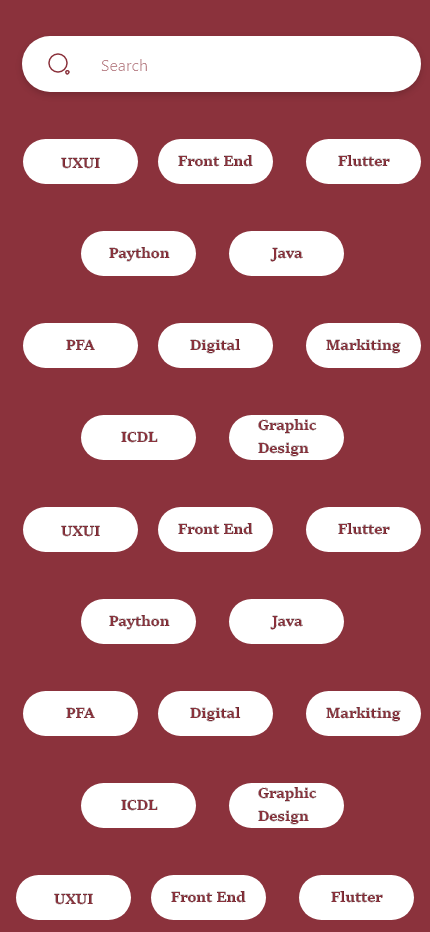 Search
UXUI Front End Flutter
Paython Java
PFA Digital Markiting
ICDL Graphic
Design
UXUI Front End Flutter
Paython Java
PFA Digital Markiting
ICDL Graphic
Design
UXUI Front End Flutter